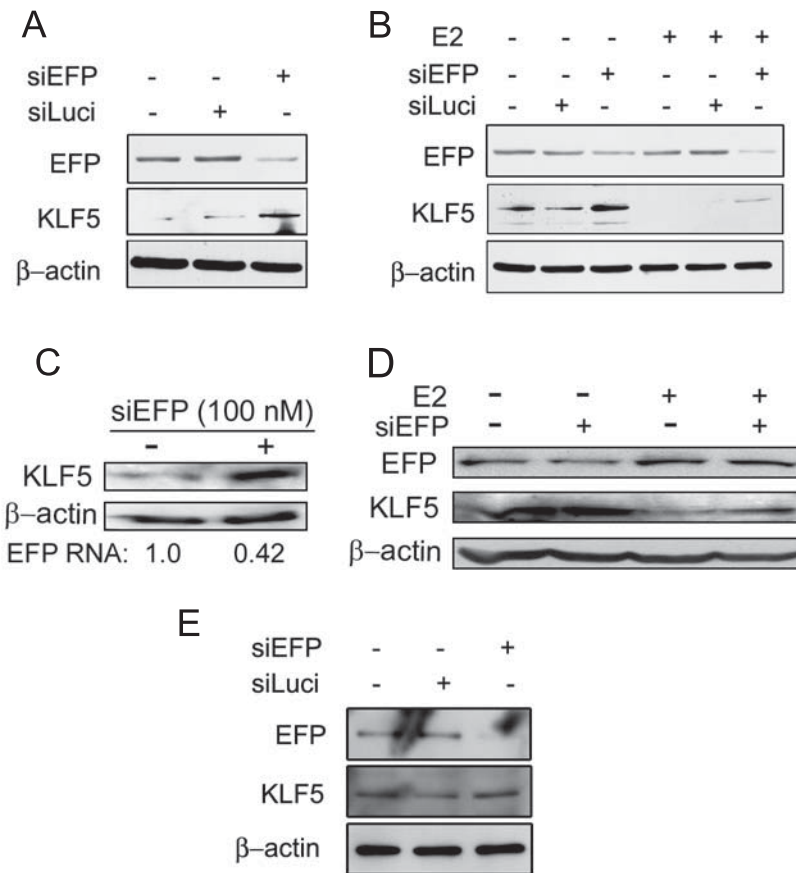 A
siEFP - - +
siLuci - + -
EFP
KLF5
β–actin
B
E2 - - - + + +
siEFP - - + - - +
siLuci - + - - + -
EFP
KLF5
β–actin
C
siEFP (100 nM)
- +
KLF5
β–actin
EFP RNA: 1.0 0.42
D
E2 - - + +
siEFP - + - +
EFP
KLF5
β–actin
E
siEFP - - +
siLuci - + -
EFP
KLF5
β–actin